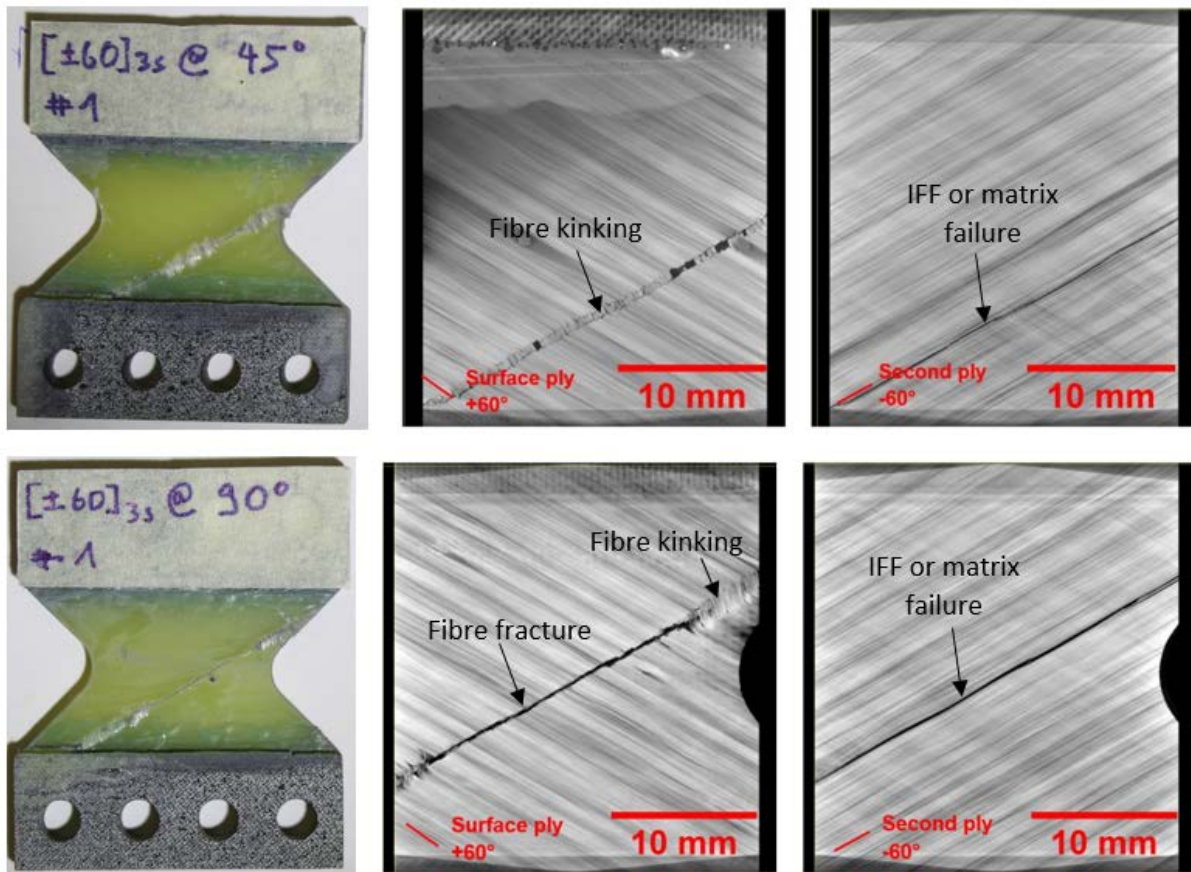 [±60]3s @ 45°
#1
Fibre kinking
Surface ply
+60°
10 mm
IFF or matrix
failure
Second ply
-60°
10 mm
[±60]3s @ 90°
#1
Fibre kinking
Fibre fracture
Surface ply
+60°
10 mm
IFF or matrix
failure
Second ply
-60°
10 mm